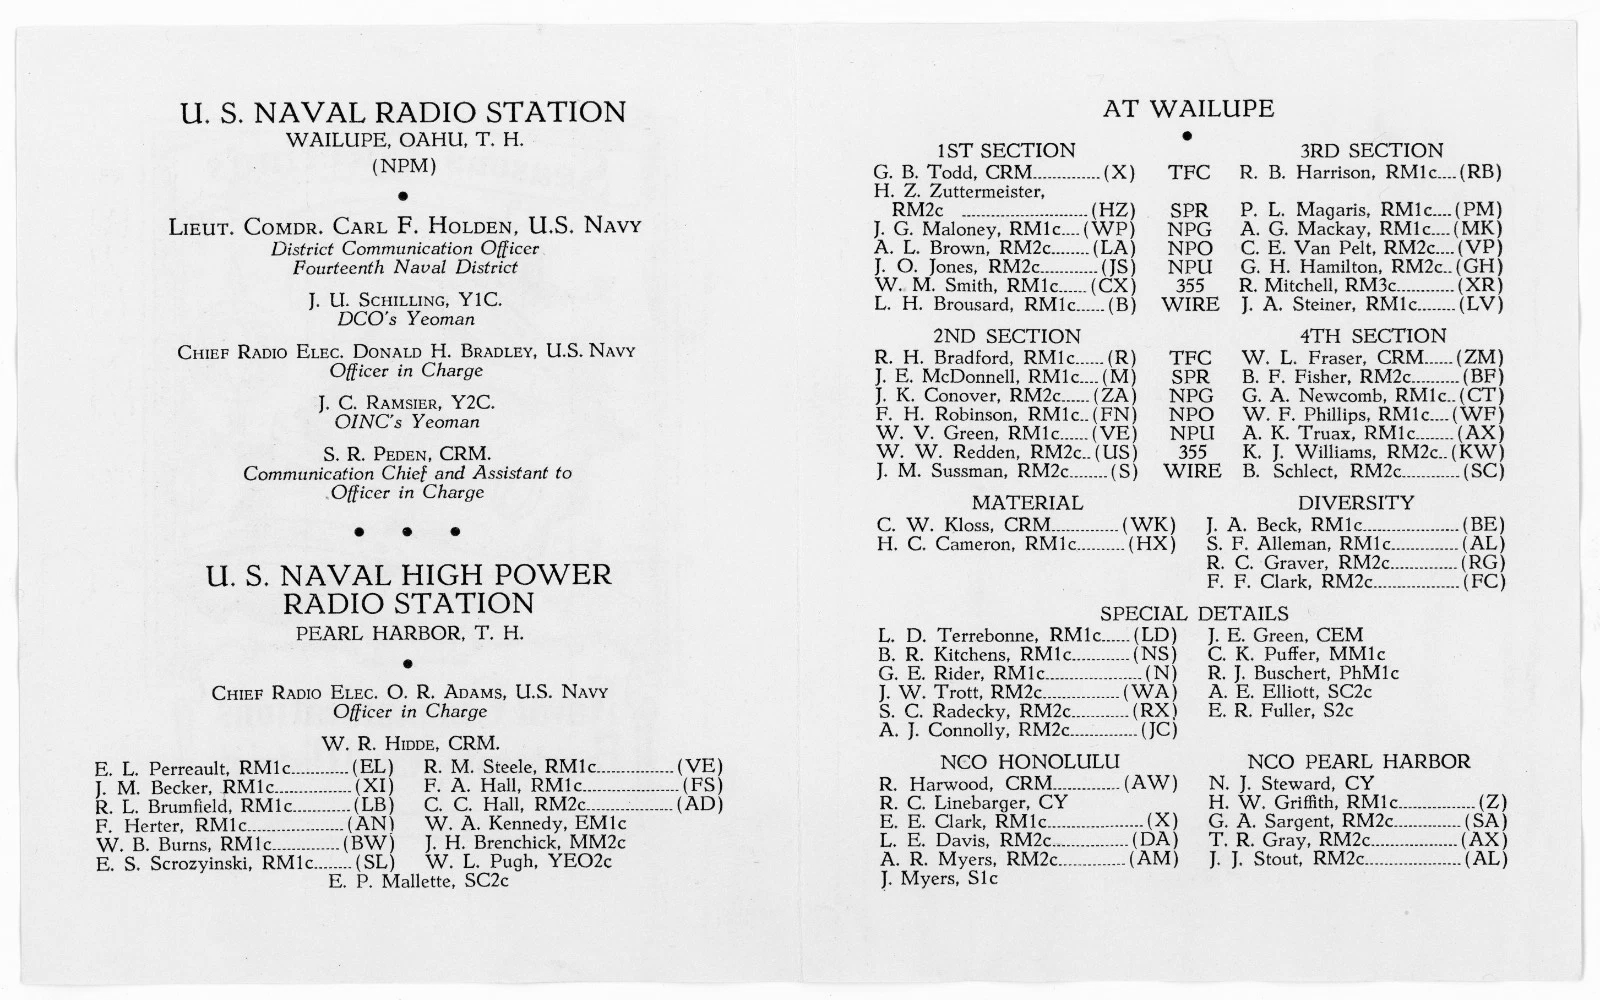 U. S. NAVAL RADIO STATION
WAILUPE, OAHU, T. H.
(NPM)
Lieut. Comdr. Carl F. Holden, U.S. Navy
District Communication Officer
Fourteenth Naval District
J. U. Schilling, Y1C.
DCO's Yeoman
Chief Radio Elec. Donald H. Bradley, U.S. Navy
Officer in Charge
J. C. Ramsier, Y2C.
OINC's Yeoman
S. R. Peden, CRM.
Communication Chief and Assistant to
Officer in Charge
U. S. NAVAL HIGH POWER
RADIO STATION
PEARL HARBOR, T. H.
Chief Radio Elec. O. R. Adams, U.S. Navy
Officer in Charge
W. R. Hidde, CRM.
E. L. Perreault, RM1c............(EL) R. M. Steele, RM1c................(VE)
J. M. Becker, RM1c................(XI) F. A. Hall, RM1c....................(FS)
R. L. Brumfield, RM1c............(LB) C. C. Hall, RM2c..................(AD)
F. Herter, RM1c....................(AN) W. A. Kennedy, EM1c
W. B. Burns, RM1c..............(BW) J. H. Brenchick, MM2c
E. S. Scrozyinski, RM1c........(SL) W. L. Pugh, YEO2c
E. P. Mallette, SC2c
AT WAILUPE
1ST SECTION 3RD SECTION
G. B. Todd, CRM..............(X) TFC R. B. Harrison, RM1c....(RB)
H. Z. Zuttermeister,
RM2c ..........................(HZ) SPR P. L. Magaris, RM1c....(PM)
J. G. Maloney, RM1c....(WP) NPG A. G. Mackay, RM1c....(MK)
A. L. Brown, RM2c........(LA) NPO C. E. Van Pelt, RM2c....(VP)
J. O. Jones, RM2c............(JS) NPU G. H. Hamilton, RM2c..(GH)
W. M. Smith, RM1c......(CX) 355 R. Mitchell, RM3c..........(XR)
L. H. Brousard, RM1c......(B) WIRE J. A. Steiner, RM1c........(LV)
2ND SECTION 4TH SECTION
R. H. Bradford, RM1c......(R) TFC W. L. Fraser, CRM......(ZM)
J. E. McDonnell, RM1c....(M) SPR B. F. Fisher, RM2c..........(BF)
J. K. Conover, RM2c......(ZA) NPG G. A. Newcomb, RM1c..(CT)
F. H. Robinson, RM1c..(FN) NPO W. F. Phillips, RM1c....(WF)
W. V. Green, RM1c......(VE) NPU A. K. Truax, RM1c........(AX)
W. W. Redden, RM2c..(US) 355 K. J. Williams, RM2c..(KW)
J. M. Sussman, RM2c........(S) WIRE B. Schlect, RM2c............(SC)
MATERIAL DIVERSITY
C. W. Kloss, CRM..............(WK) J. A. Beck, RM1c....................(BE)
H. C. Cameron, RM1c..........(HX) S. F. Alleman, RM1c..............(AL)
R. C. Graver, RM2c..............(RG)
F. F. Clark, RM2c..................(FC)
SPECIAL DETAILS
L. D. Terrebonne, RM1c......(LD) J. E. Green, CEM
B. R. Kitchens, RM1c............(NS) C. K. Puffer, MM1c
G. E. Rider, RM1c..................(N) R. J. Buschert, PhM1c
J. W. Trott, RM2c................(WA) A. E. Elliott, SC2c
S. C. Radecky, RM2c............(RX) E. R. Fuller, S2c
A. J. Connolly, RM2c............(JC)
NCO HONOLULU NCO PEARL HARBOR
R. Harwood, CRM..............(AW) N. J. Steward, CY
R. C. Linebarger, CY H. W. Griffith, RM1c................(Z)
E. E. Clark, RM1c..................(X) G. A. Sargent, RM2c..............(SA)
L. E. Davis, RM2c................(DA) T. R. Gray, RM2c..................(AX)
A. R. Myers, RM2c..............(AM) J. J. Stout, RM2c....................(AL)
J. Myers, S1c